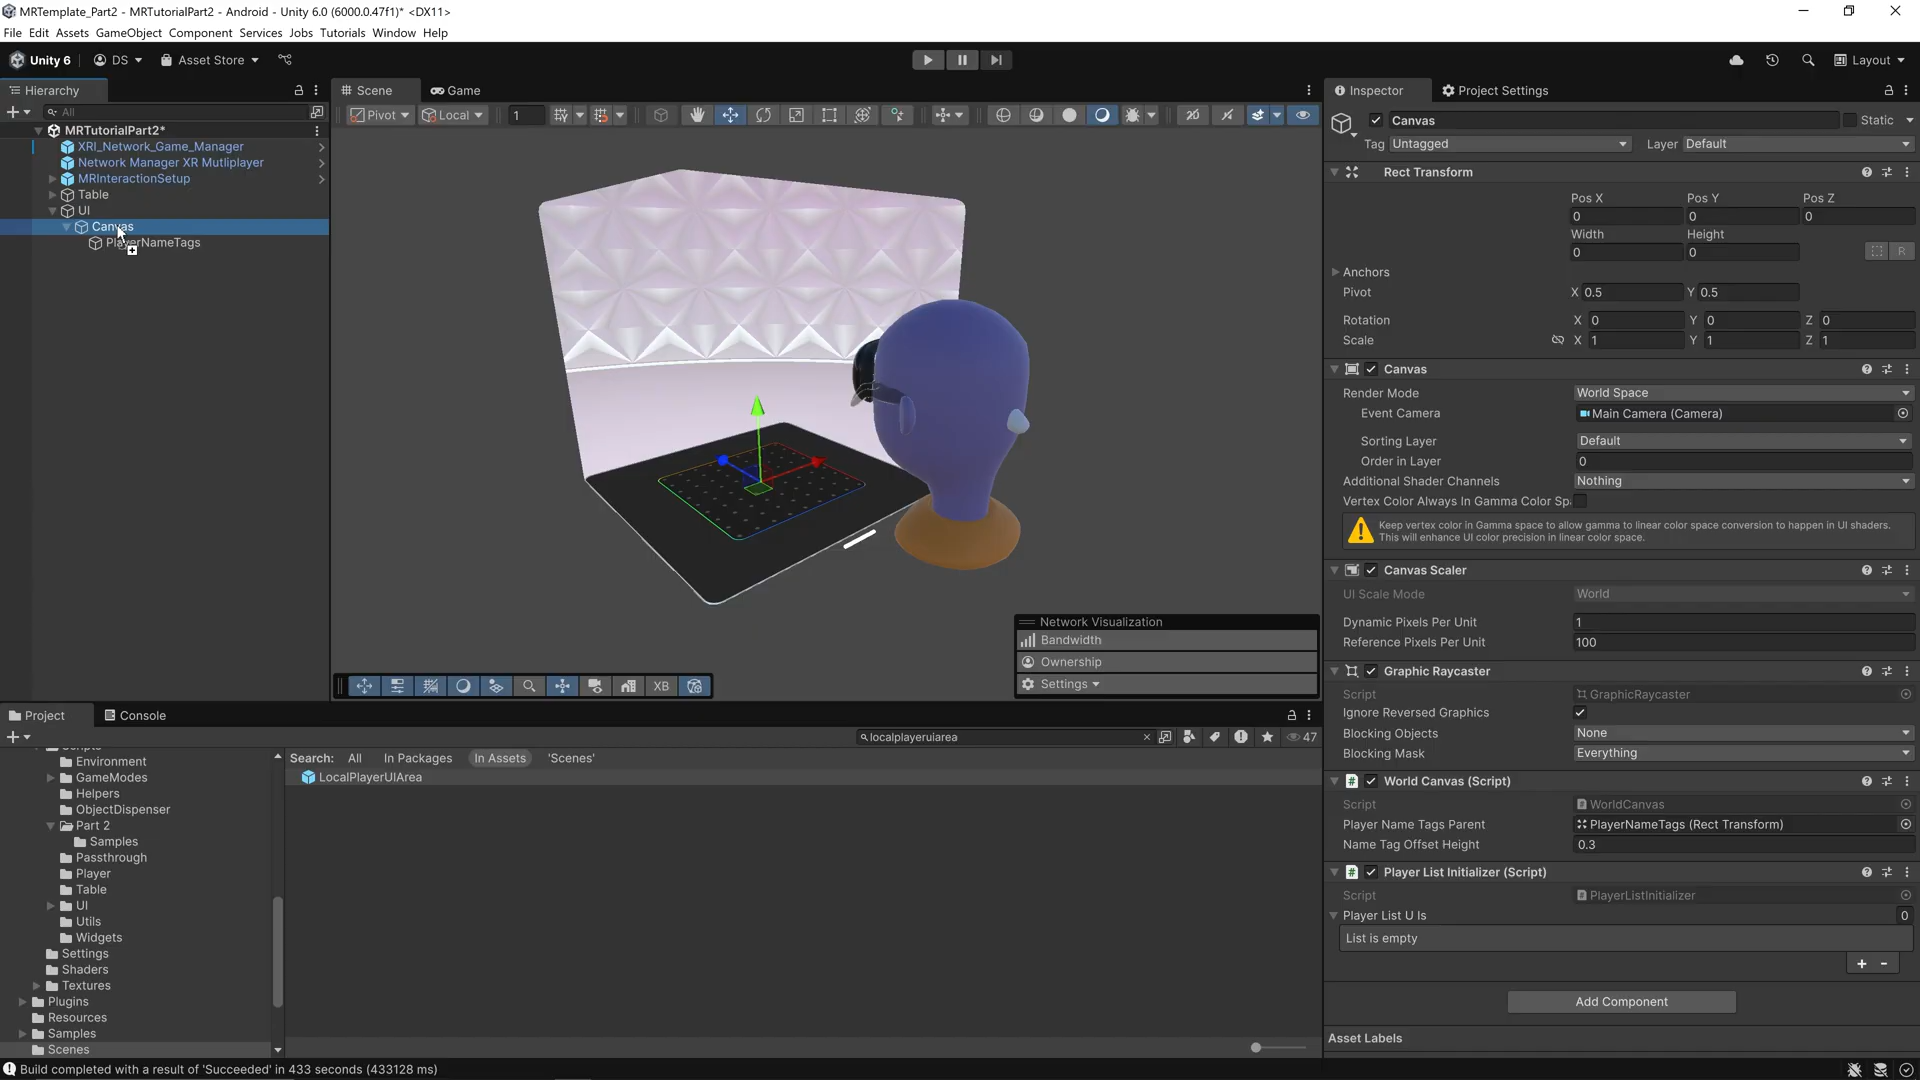 MRTemplate_Part2 - MRTutorialPart2 - Android - Unity 6.0 (6000.0.47f1)* <DX11>
File Edit Assets GameObject Component Services Jobs Tutorials Window Help
Unity 6 DS Asset Store Layout
Hierarchy
All
MRTutorialPart2*
XRI_Network_Game_Manager
Network Manager XR Mutliplayer
MRInteractionSetup
Table
UI
Canvas
PlayerNameTags
Scene Game
Pivot Local 1
Network Visualization
Bandwidth
Ownership
Settings
XB
Inspector Project Settings
Canvas Static
Tag Untagged Layer Default
Rect Transform
Pos X Pos Y Pos Z
0 0 0
Width Height
0 0 R
Anchors
Pivot X 0.5 Y 0.5
Rotation X 0 Y 0 Z 0
Scale X 1 Y 1 Z 1
Canvas
Render Mode World Space
Event Camera Main Camera (Camera)
Sorting Layer Default
Order in Layer 0
Additional Shader Channels Nothing
Vertex Color Always In Gamma Color Sp
Keep vertex color in Gamma space to allow gamma to linear color space conversion to happen in UI shaders.
This will enhance UI color precision in linear color space.
Canvas Scaler
UI Scale Mode World
Dynamic Pixels Per Unit 1
Reference Pixels Per Unit 100
Graphic Raycaster
Script GraphicRaycaster
Ignore Reversed Graphics
Blocking Objects None
Blocking Mask Everything
World Canvas (Script)
Script WorldCanvas
Player Name Tags Parent PlayerNameTags (Rect Transform)
Name Tag Offset Height 0.3
Player List Initializer (Script)
Script PlayerListInitializer
Player List U Is 0
List is empty
+ -
Add Component
Asset Labels
Project Console
localplayeruiarea 47
Search: All In Packages In Assets 'Scenes'
LocalPlayerUIArea
Scripts
Environment
GameModes
Helpers
ObjectDispenser
Part 2
Samples
Passthrough
Player
Table
UI
Utils
Widgets
Settings
Shaders
Textures
Plugins
Resources
Samples
Scenes
Build completed with a result of 'Succeeded' in 433 seconds (433128 ms)